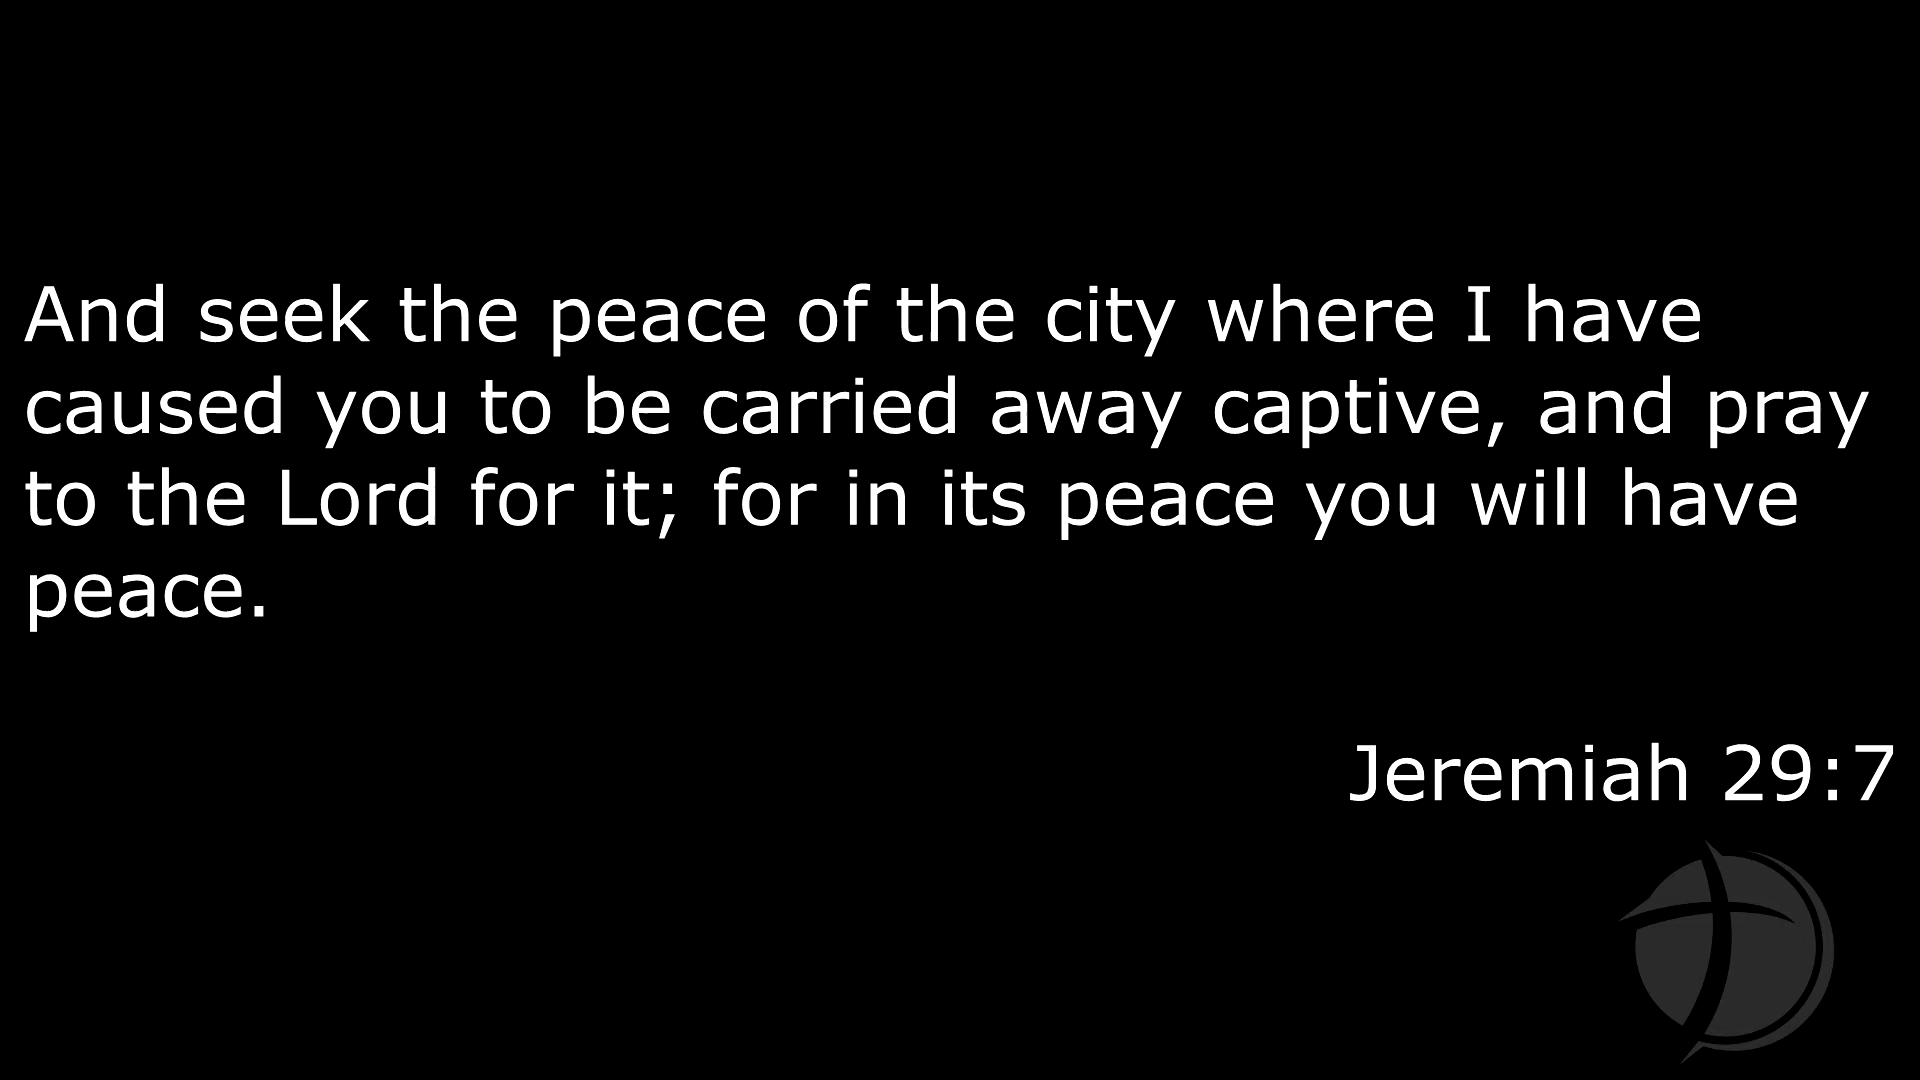 And seek the peace of the city where I have
caused you to be carried away captive, and pray
to the Lord for it; for in its peace you will have
peace.
Jeremiah 29:7